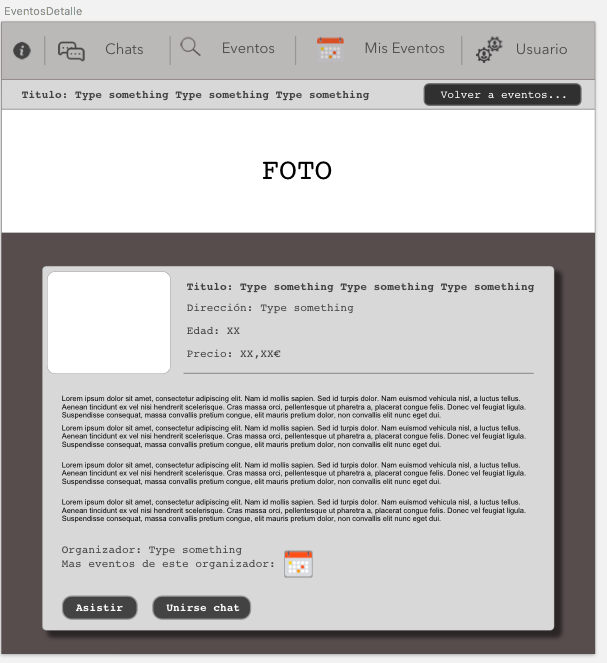 EventosDetalle
Chats
Eventos
Mis Eventos
Usuario
Titulo: Type something Type something Type something
Volver a eventos...
FOTO
Titulo: Type something Type something Type something
Dirección: Type something
Edad: XX
Precio: XX,XX€
Lorem ipsum dolor sit amet, consectetur adipiscing elit. Nam id mollis sapien. Sed id turpis dolor. Nam euismod vehicula nisl, a luctus tellus.
Aenean tincidunt ex vel nisi hendrerit scelerisque. Cras massa orci, pellentesque ut pharetra a, placerat congue felis. Donec vel feugiat ligula.
Suspendisse consequat, massa convallis pretium congue, elit mauris pretium dolor, non convallis elit nunc eget dui.
Lorem ipsum dolor sit amet, consectetur adipiscing elit. Nam id mollis sapien. Sed id turpis dolor. Nam euismod vehicula nisl, a luctus tellus.
Aenean tincidunt ex vel nisi hendrerit scelerisque. Cras massa orci, pellentesque ut pharetra a, placerat congue felis. Donec vel feugiat ligula.
Suspendisse consequat, massa convallis pretium congue, elit mauris pretium dolor, non convallis elit nunc eget dui.
Lorem ipsum dolor sit amet, consectetur adipiscing elit. Nam id mollis sapien. Sed id turpis dolor. Nam euismod vehicula nisl, a luctus tellus.
Aenean tincidunt ex vel nisi hendrerit scelerisque. Cras massa orci, pellentesque ut pharetra a, placerat congue felis. Donec vel feugiat ligula.
Suspendisse consequat, massa convallis pretium congue, elit mauris pretium dolor, non convallis elit nunc eget dui.
Lorem ipsum dolor sit amet, consectetur adipiscing elit. Nam id mollis sapien. Sed id turpis dolor. Nam euismod vehicula nisl, a luctus tellus.
Aenean tincidunt ex vel nisi hendrerit scelerisque. Cras massa orci, pellentesque ut pharetra a, placerat congue felis. Donec vel feugiat ligula.
Suspendisse consequat, massa convallis pretium congue, elit mauris pretium dolor, non convallis elit nunc eget dui.
Organizador: Type something
Mas eventos de este organizador:
Asistir
Unirse chat